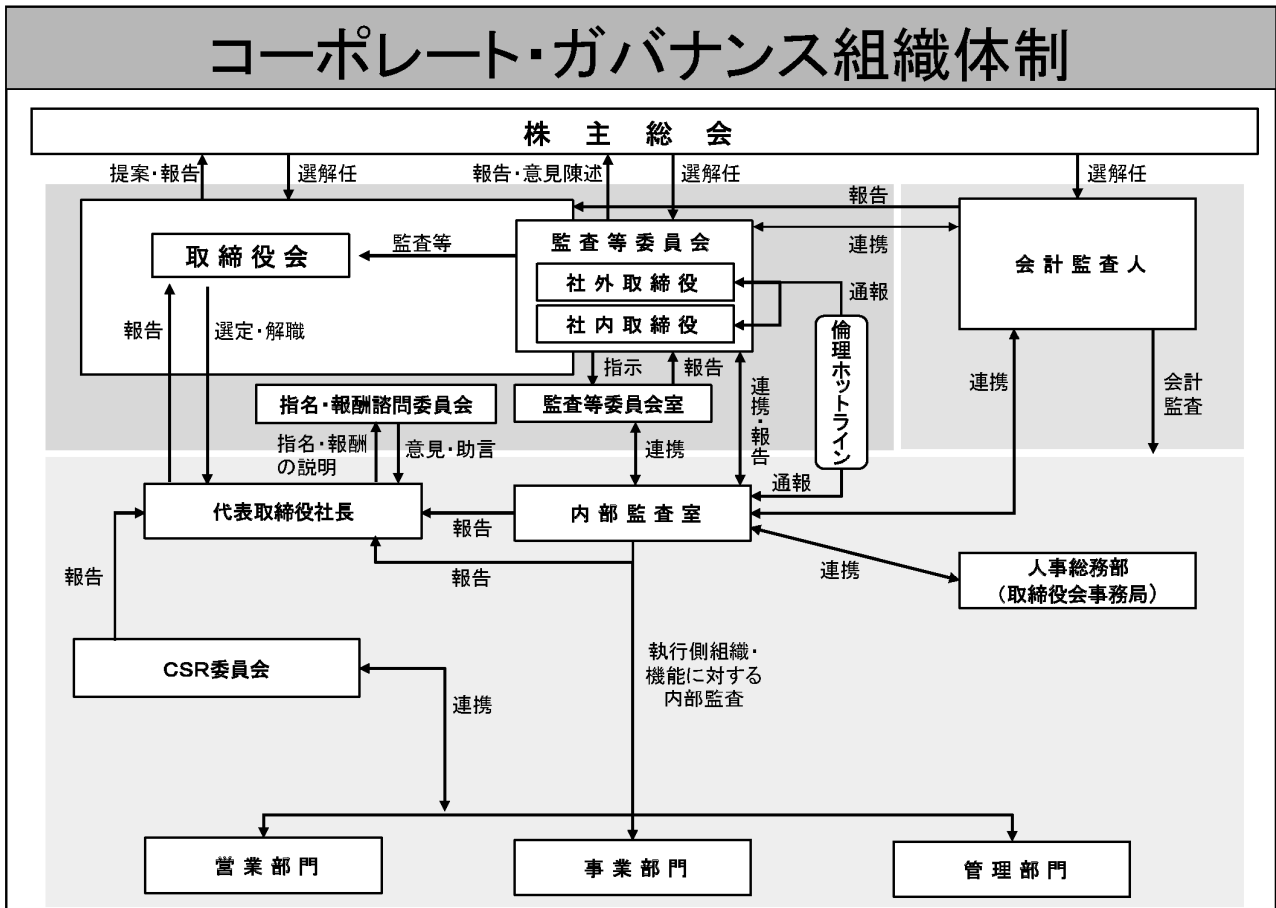 コーポレート・ガバナンス組織体制
株主総会
提案・報告
選解任
報告・意見陳述
選解任
選解任
報告
取締役会
監査等
監査等委員会
連携
会計監査人
社外取締役
通報
社内取締役
報告
選定・解職
倫理ホットライン
指示
報告
連携・報告
連携
会計
監査
指名・報酬諮問委員会
監査等委員会室
指名・報酬
の説明
意見・助言
連携
通報
代表取締役社長
報告
内部監査室
報告
報告
連携
人事総務部
（取締役会事務局）
CSR委員会
連携
執行側組織・
機能に対する
内部監査
営業部門
事業部門
管理部門